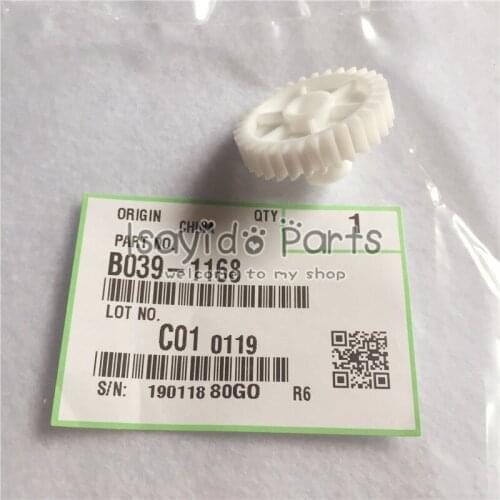 ORIGIN CHINA QTY 1
Isayido Parts
PART NO.
welcome to my shop
B039-1168
LOT NO.
C01 0119
S/N: 190118 80GO R6